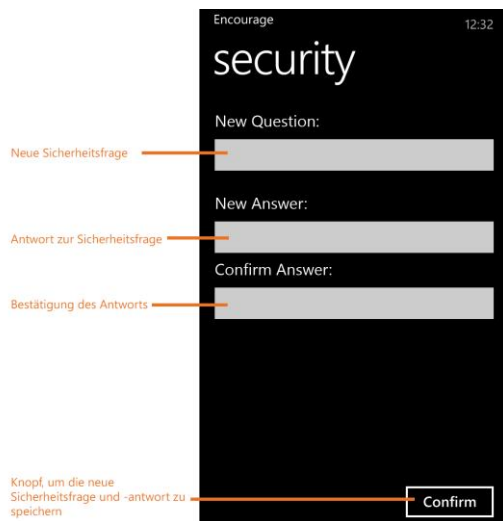 Encourage
12:32
security
New Question:
Neue Sicherheitsfrage
New Answer:
Antwort zur Sicherheitsfrage
Confirm Answer:
Bestätigung des Antworts
Knopf, um die neue
Sicherheitsfrage und -antwort zu
speichern
Confirm